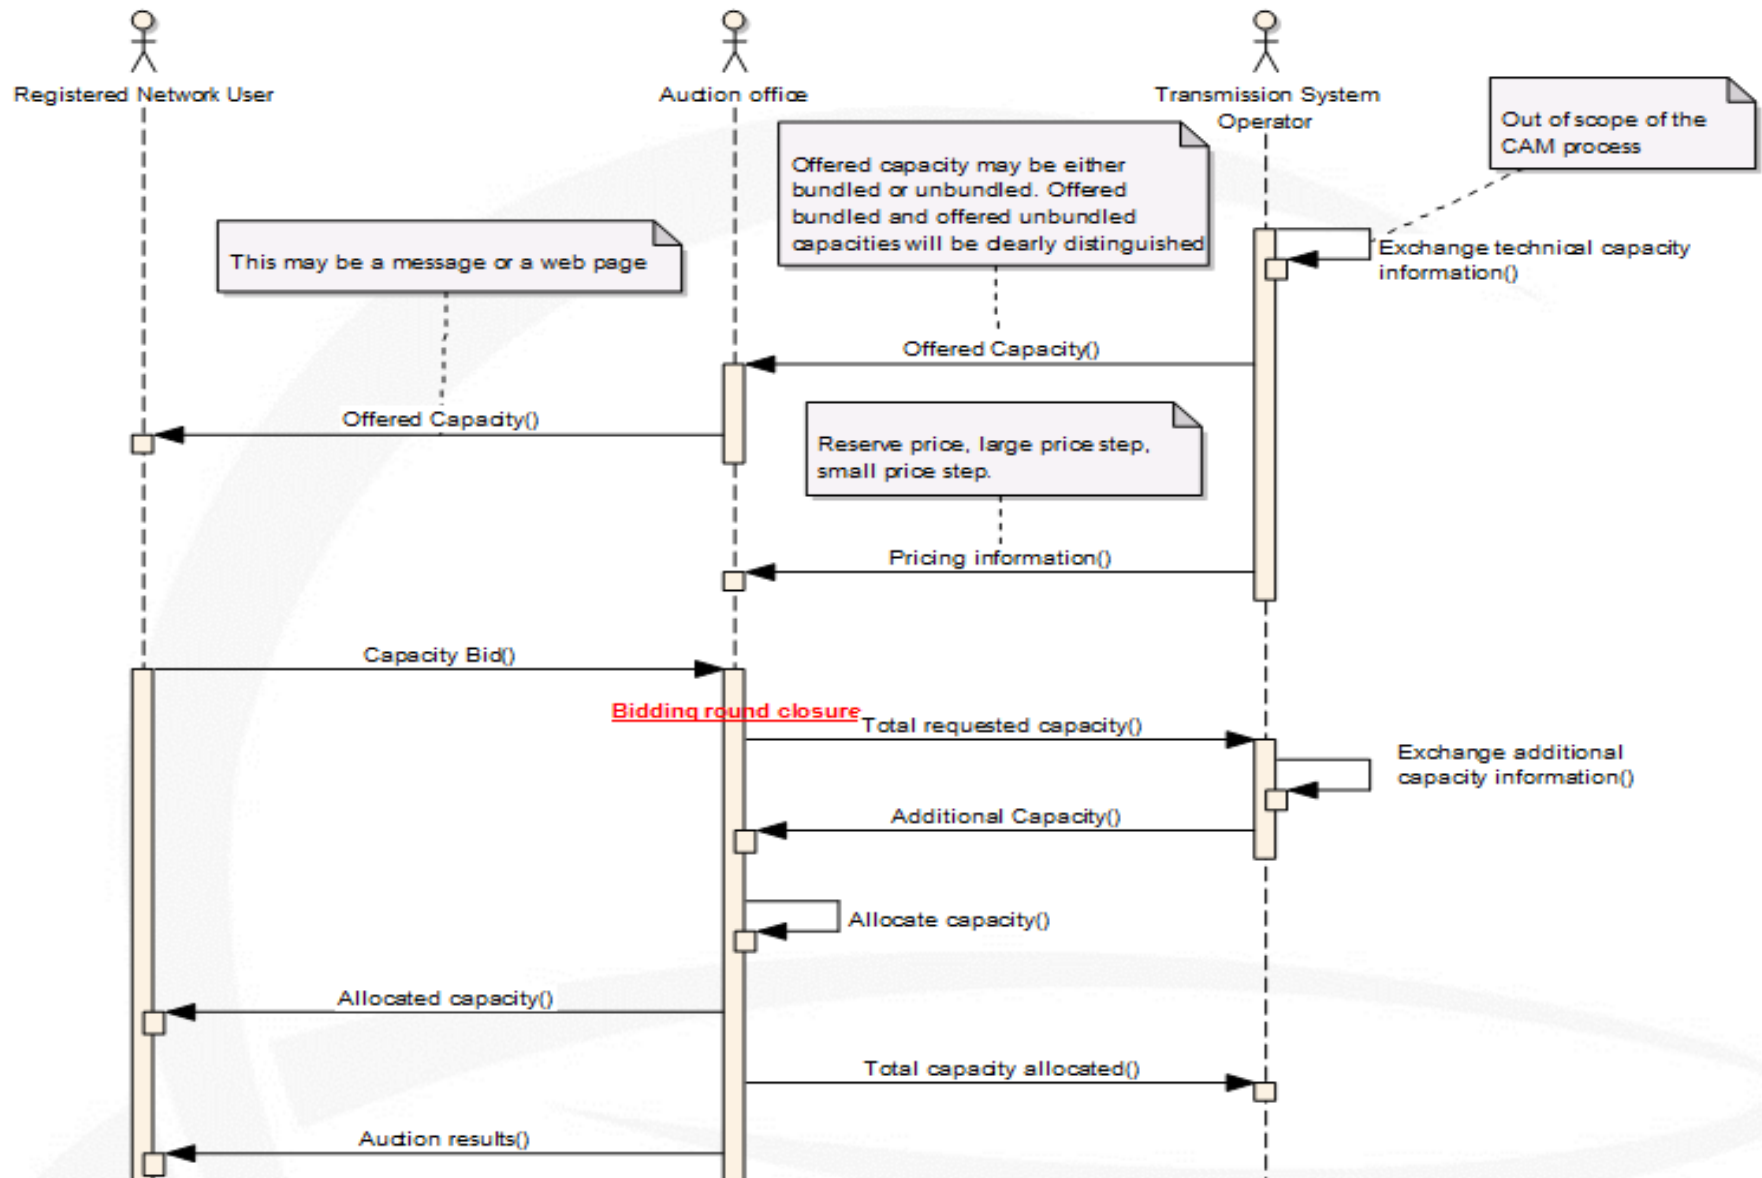 Registered Network User
Auction office
Transmission System
Operator
Out of scope of the
CAM process
Offered capacity may be either
bundled or unbundled. Offered
bundled and offered unbundled
capacities will be clearly distinguished
This may be a message or a web page
Exchange technical capacity
information()
Offered Capacity()
Offered Capacity()
Reserve price, large price step,
small price step.
Pricing information()
Capacity Bid()
Bidding round closure
Total requested capacity()
Exchange additional
capacity information()
Additional Capacity()
Allocate capacity()
Allocated capacity()
Total capacity allocated()
Auction results()